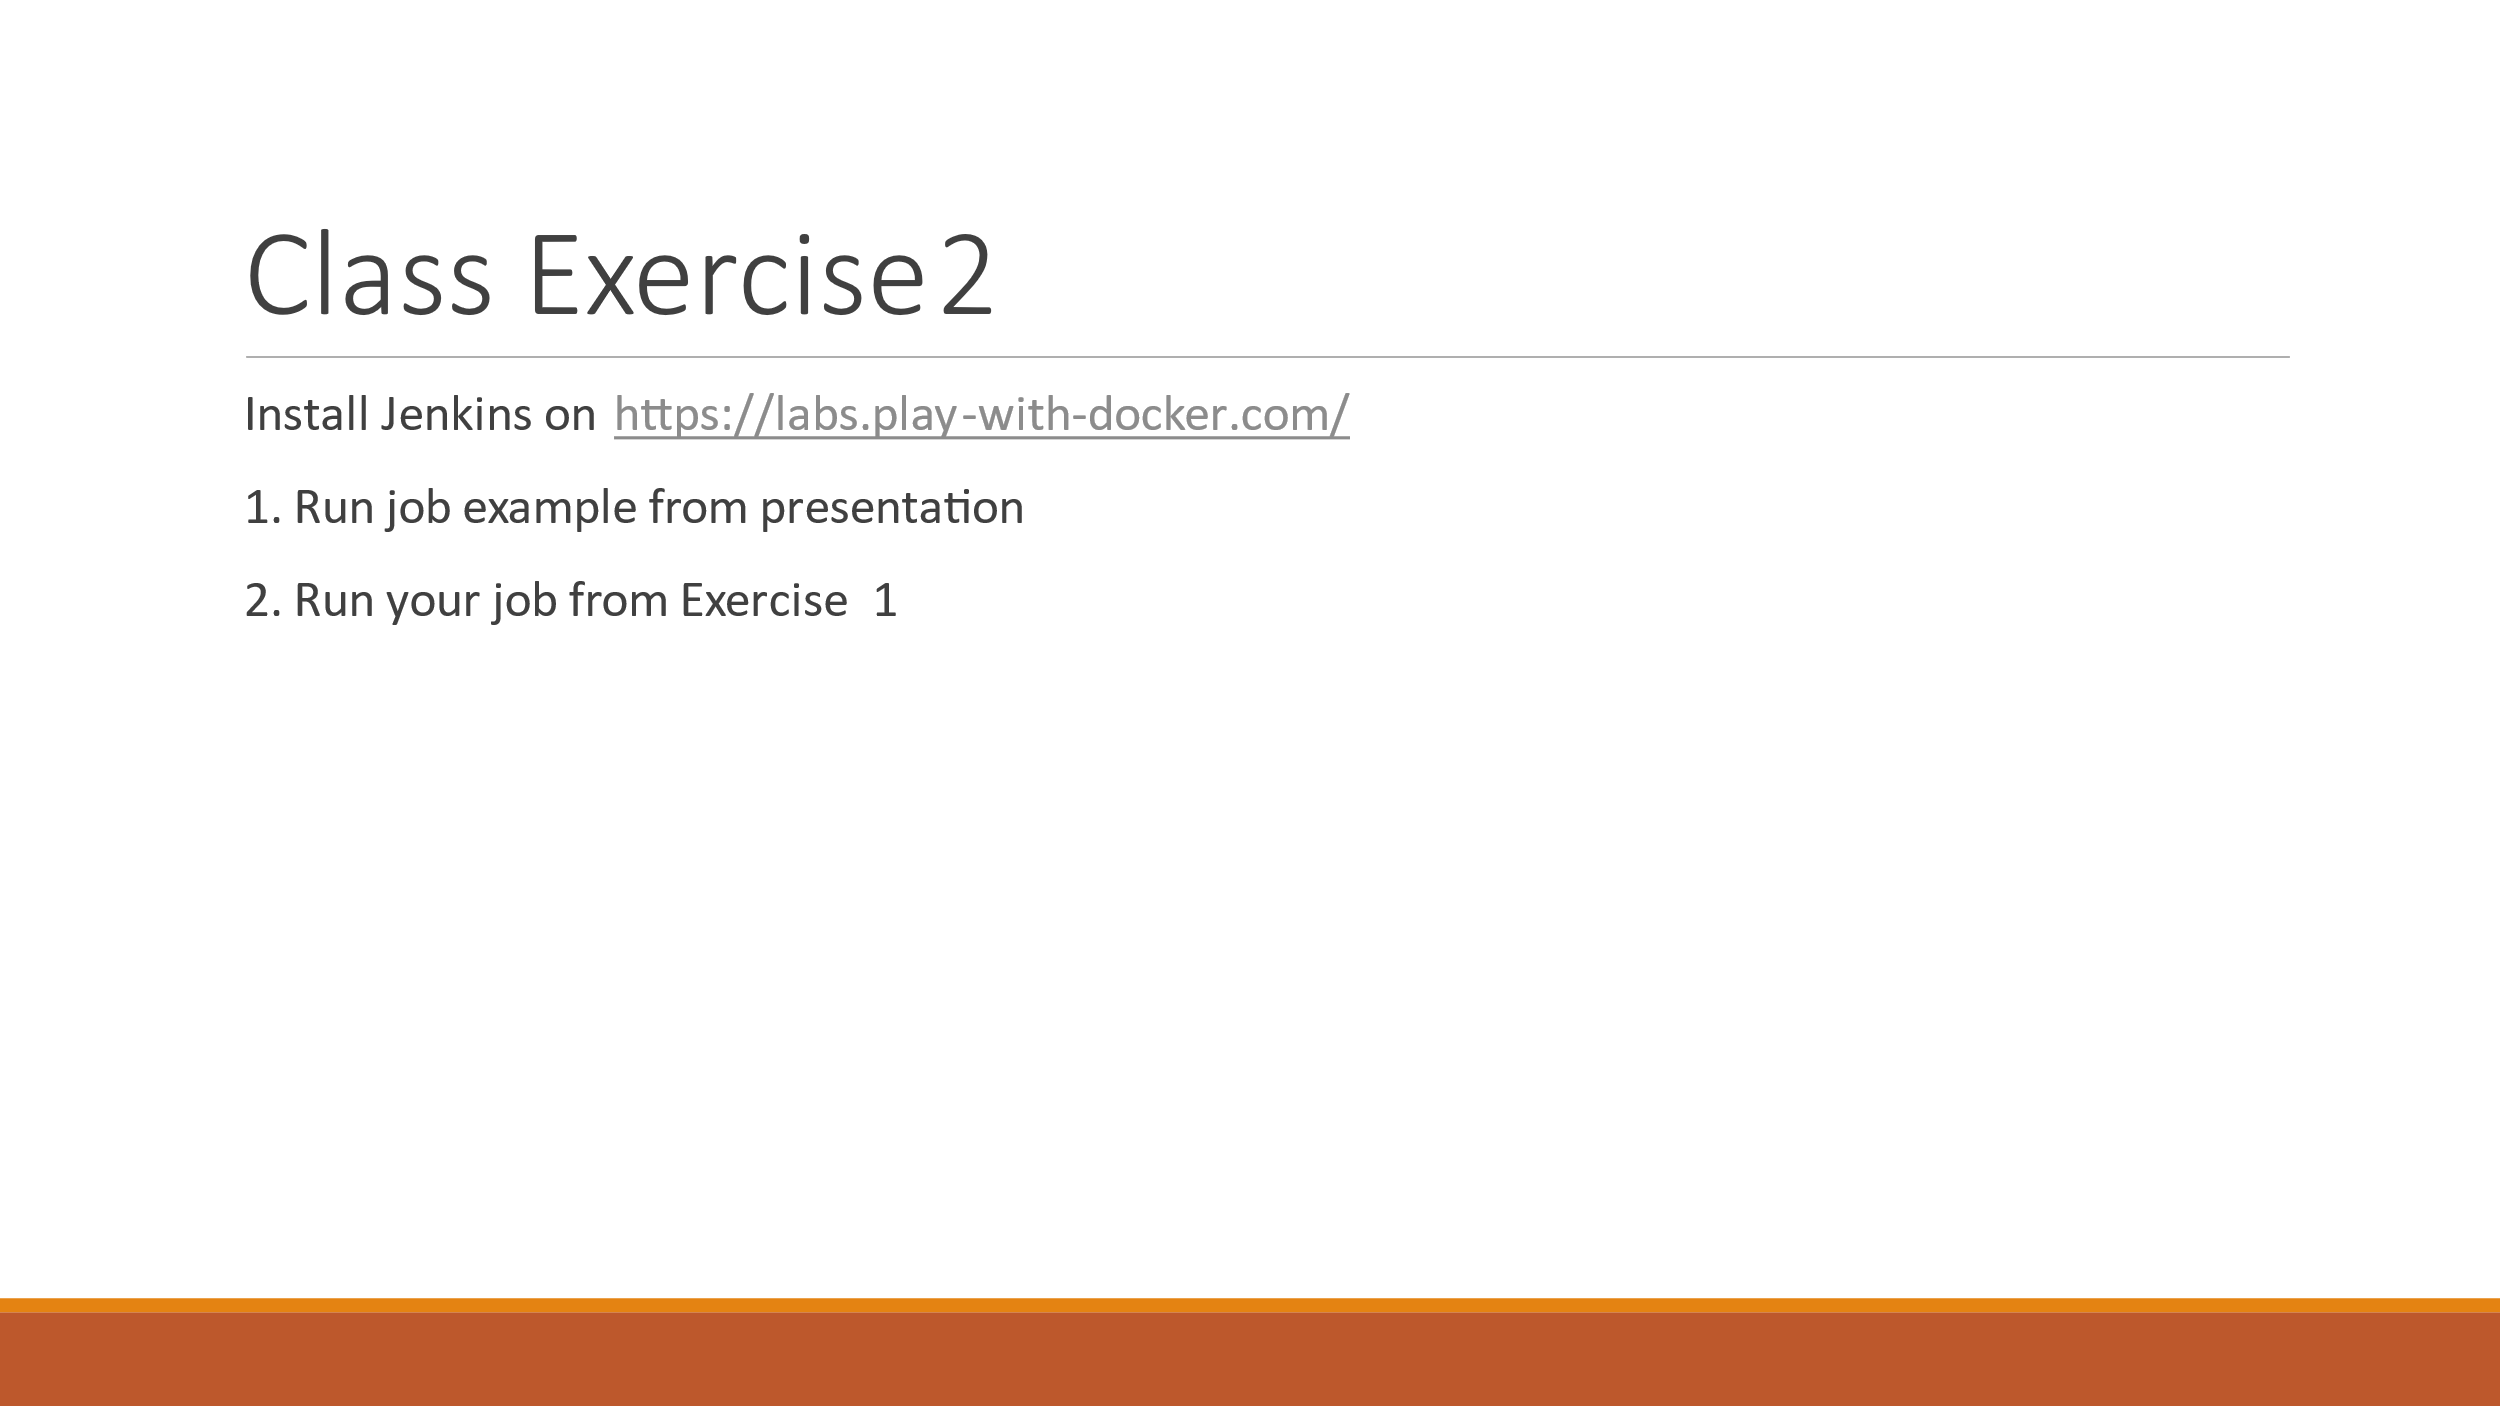 Class Exercise 2
Install Jenkins on https://labs.play-with-docker.com/
1. Run job example from presentation
2. Run your job from Exercise 1